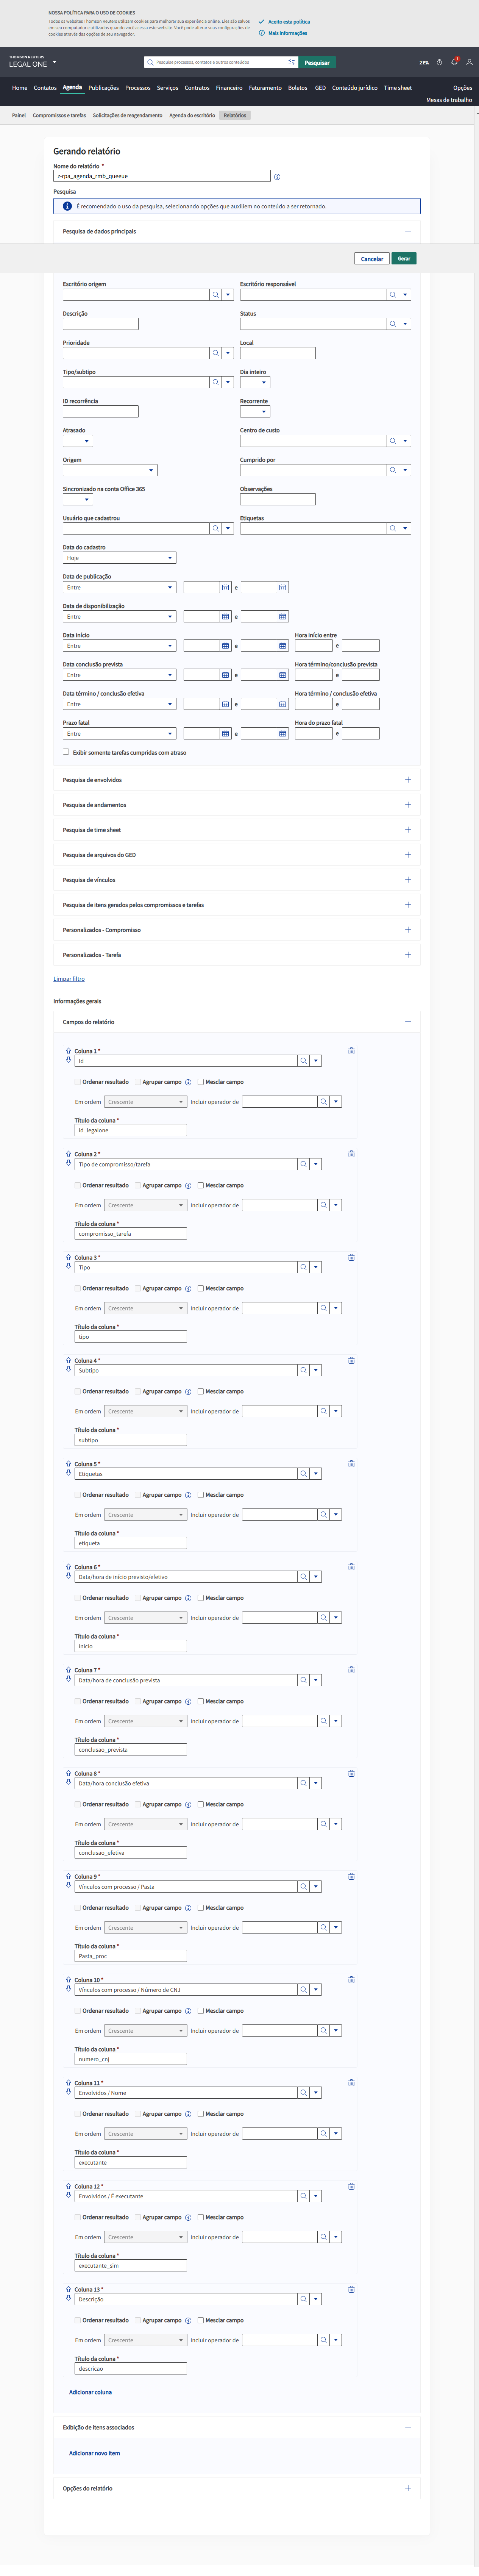 NOSSA POLÍTICA PARA O USO DE COOKIES
Todos os websites Thomson Reuters utilizam cookies para melhorar sua experiência online. Eles são salvos
em seu computador e utilizados quando você acessa este website. Você pode alterar suas configurações de
cookies através das opções de seu navegador.
Aceito esta política
Mais informações
THOMSON REUTERS
LEGAL ONE
Pesquise processos, contatos e outros conteúdos
Pesquisar
Home Contatos Agenda Publicações Processos Serviços Contratos Financeiro Faturamento Boletos GED Conteúdo jurídico Time sheet Opções
Mesas de trabalho
Painel Compromissos e tarefas Solicitações de reagendamento Agenda do escritório Relatórios
Gerando relatório
Nome do relatório *
z-rpa_agenda_rmb_queeue
Pesquisa
É recomendado o uso da pesquisa, selecionando opções que auxiliem no conteúdo a ser retornado.
Pesquisa de dados principais
Cancelar Gerar
Escritório origem Escritório responsável
Descrição Status
Prioridade Local
Tipo/subtipo Dia inteiro
ID recorrência Recorrente
Atrasado Centro de custo
Origem Cumprido por
Sincronizado na conta Office 365 Observações
Usuário que cadastrou Etiquetas
Data do cadastro
Hoje
Data de publicação
Entre e
Data de disponibilização
Entre e
Data início Hora início entre
Entre e e
Data conclusão prevista Hora término/conclusão prevista
Entre e e
Data término / conclusão efetiva Hora término / conclusão efetiva
Entre e e
Prazo fatal Hora do prazo fatal
Entre e e
Exibir somente tarefas cumpridas com atraso
Pesquisa de envolvidos
Pesquisa de andamentos
Pesquisa de time sheet
Pesquisa de arquivos do GED
Pesquisa de vínculos
Pesquisa de itens gerados pelos compromissos e tarefas
Personalizados - Compromisso
Personalizados - Tarefa
Limpar filtro
Informações gerais
Campos do relatório
Coluna 1 *
Id
Ordenar resultado Agrupar campo Mesclar campo
Em ordem Crescente Incluir operador de
Título da coluna *
id_legalone
Coluna 2 *
Tipo de compromisso/tarefa
Ordenar resultado Agrupar campo Mesclar campo
Em ordem Crescente Incluir operador de
Título da coluna *
compromisso_tarefa
Coluna 3 *
Tipo
Ordenar resultado Agrupar campo Mesclar campo
Em ordem Crescente Incluir operador de
Título da coluna *
tipo
Coluna 4 *
Subtipo
Ordenar resultado Agrupar campo Mesclar campo
Em ordem Crescente Incluir operador de
Título da coluna *
subtipo
Coluna 5 *
Etiquetas
Ordenar resultado Agrupar campo Mesclar campo
Em ordem Crescente Incluir operador de
Título da coluna *
etiqueta
Coluna 6 *
Data/hora de início previsto/efetivo
Ordenar resultado Agrupar campo Mesclar campo
Em ordem Crescente Incluir operador de
Título da coluna *
inicio
Coluna 7 *
Data/hora de conclusão prevista
Ordenar resultado Agrupar campo Mesclar campo
Em ordem Crescente Incluir operador de
Título da coluna *
conclusao_prevista
Coluna 8 *
Data/hora conclusão efetiva
Ordenar resultado Agrupar campo Mesclar campo
Em ordem Crescente Incluir operador de
Título da coluna *
conclusao_efetiva
Coluna 9 *
Vínculos com processo / Pasta
Ordenar resultado Agrupar campo Mesclar campo
Em ordem Crescente Incluir operador de
Título da coluna *
Pasta_proc
Coluna 10 *
Vínculos com processo / Número de CNJ
Ordenar resultado Agrupar campo Mesclar campo
Em ordem Crescente Incluir operador de
Título da coluna *
numero_cnj
Coluna 11 *
Envolvidos / Nome
Ordenar resultado Agrupar campo Mesclar campo
Em ordem Crescente Incluir operador de
Título da coluna *
executante
Coluna 12 *
Envolvidos / É executante
Ordenar resultado Agrupar campo Mesclar campo
Em ordem Crescente Incluir operador de
Título da coluna *
executante_sim
Coluna 13 *
Descrição
Ordenar resultado Agrupar campo Mesclar campo
Em ordem Crescente Incluir operador de
Título da coluna *
descricao
Adicionar coluna
Exibição de itens associados
Adicionar novo item
Opções do relatório